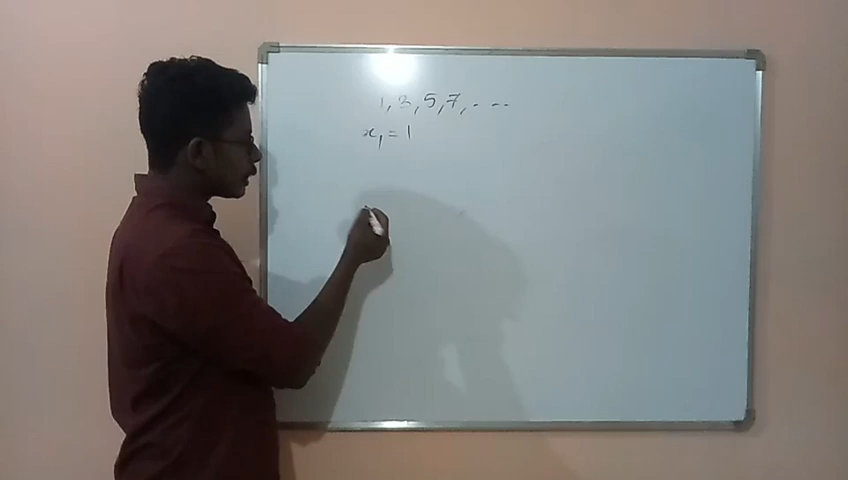 1, 3, 5, 7, . ...
x₁ = 1